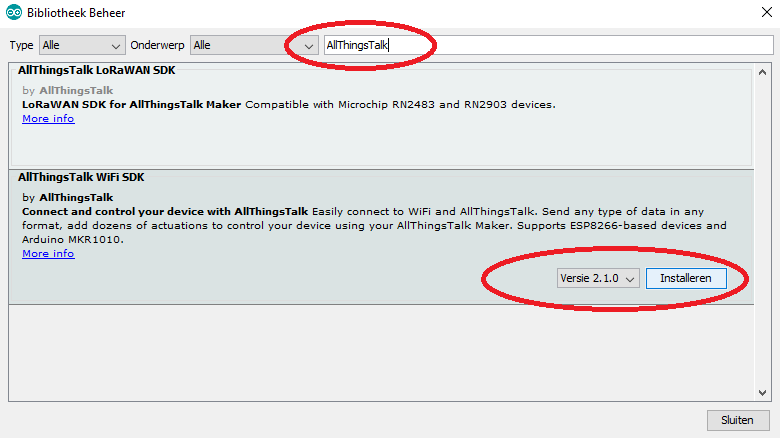 Bibliotheek Beheer
Type Alle Onderwerp Alle AllThingsTalk
AllThingsTalk LoRaWAN SDK
by AllThingsTalk
LoRaWAN SDK for AllThingsTalk Maker Compatible with Microchip RN2483 and RN2903 devices.
More info
AllThingsTalk WiFi SDK
by AllThingsTalk
Connect and control your device with AllThingsTalk Easily connect to WiFi and AllThingsTalk. Send any type of data in any
format, add dozens of actuations to control your device using your AllThingsTalk Maker. Supports ESP8266-based devices and
Arduino MKR1010.
More info
Versie 2.1.0 Installeren
Sluiten